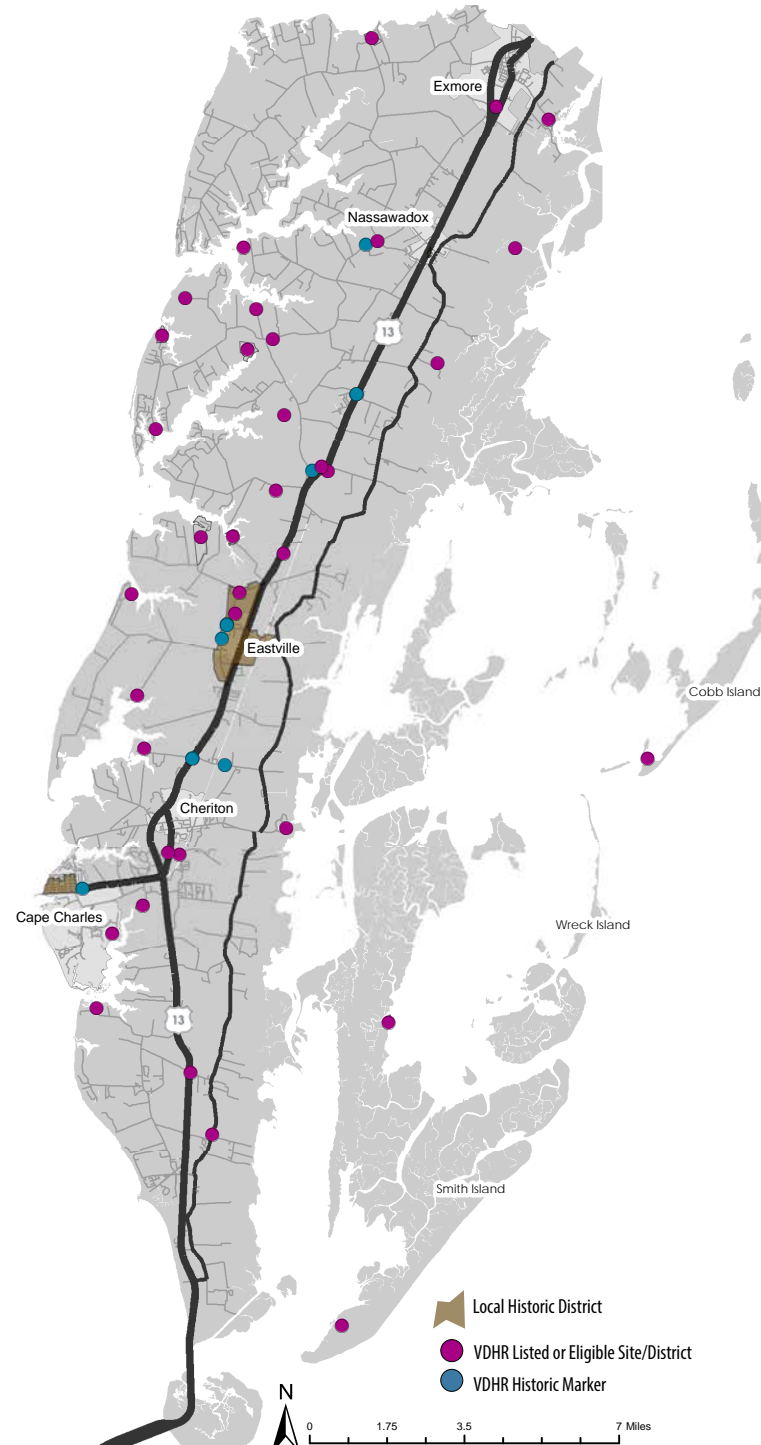 Exmore
Nassawadox
13
Eastville
Cobb Island
Cheriton
Cape Charles
Wreck Island
13
Smith Island
Local Historic District
VDHR Listed or Eligible Site/District
VDHR Historic Marker
N
0 1.75 3.5 7 Miles